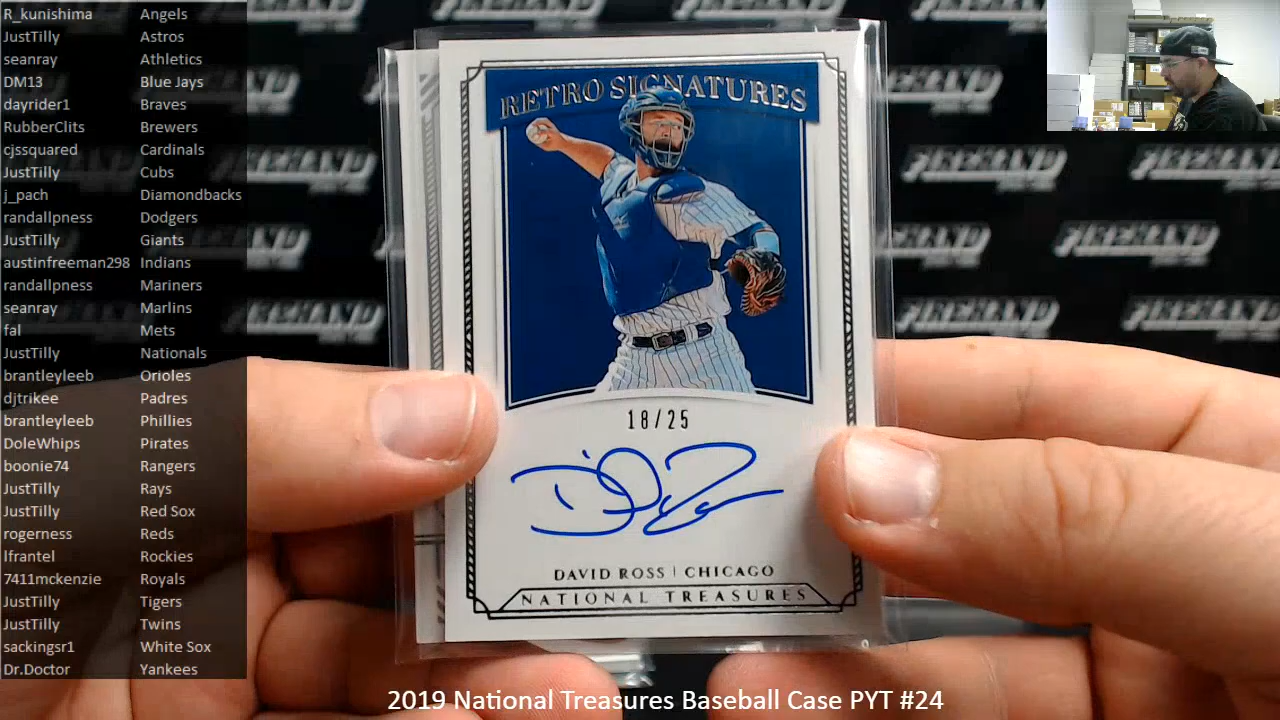 R_kunishima Angels
JustTilly Astros
seanray Athletics
DM13 Blue Jays
dayrider1 Braves
RubberClits Brewers
cjssquared Cardinals
JustTilly Cubs
j_pach Diamondbacks
randallpness Dodgers
JustTilly Giants
austinfreeman298 Indians
randallpness Mariners
seanray Marlins
fal Mets
JustTilly Nationals
brantleyleeb Orioles
djtrikee Padres
brantleyleeb Phillies
DoleWhips Pirates
boonie74 Rangers
JustTilly Rays
JustTilly Red Sox
rogerness Reds
lfrantel Rockies
7411mckenzie Royals
JustTilly Tigers
JustTilly Twins
sackingsr1 White Sox
Dr.Doctor Yankees
RETRO SIGNATURES
18/25
DAVID ROSS | CHICAGO
NATIONAL TREASURES
2019 National Treasures Baseball Case PYT #24